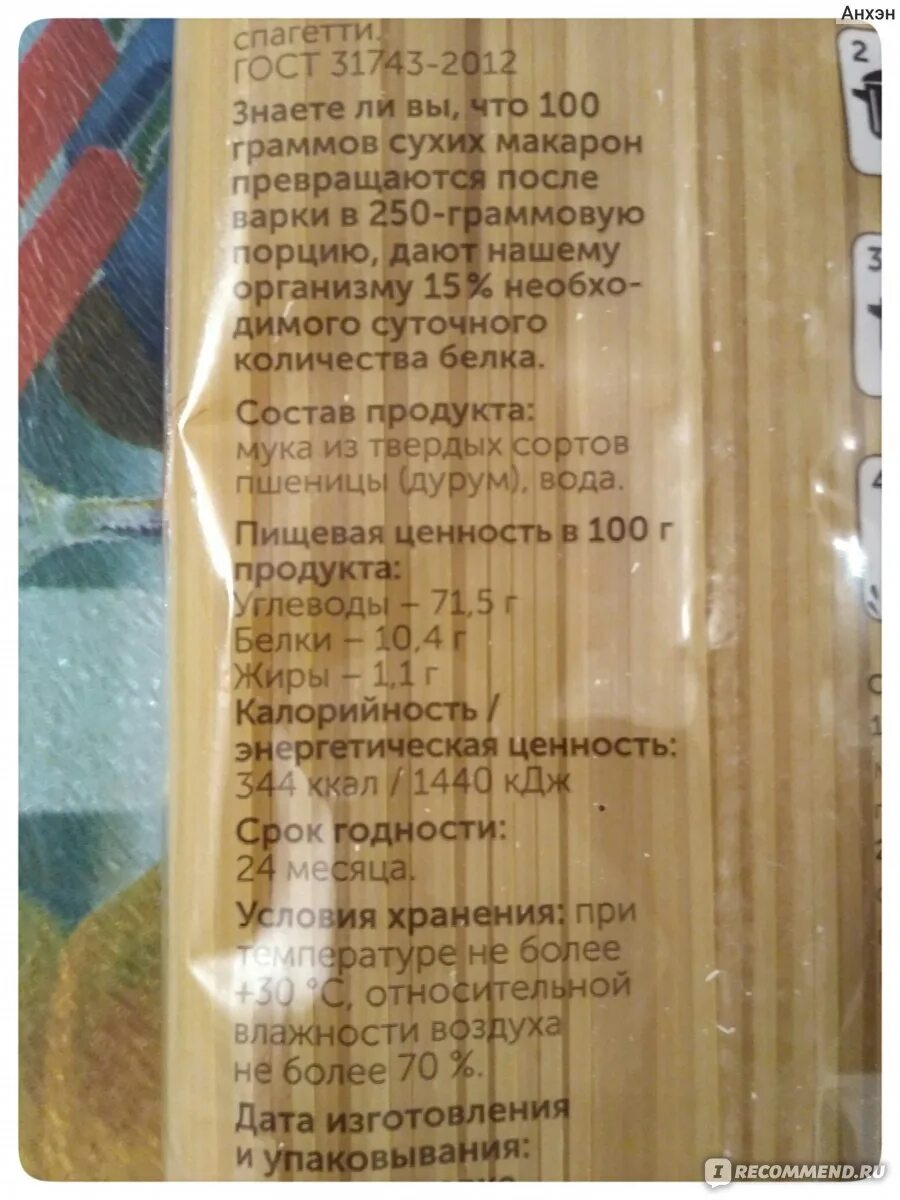 Анхэн
спагетти.
ГОСТ 31743-2012
Знаете ли вы, что 100
граммов сухих макарон
превращаются после
варки в 250-граммовую
порцию, дают нашему
организму 15% необхо-
димого суточного
количества белка.
Состав продукта:
мука из твердых сортов
пшеницы (дурум), вода.
Пищевая ценность в 100 г
продукта:
Углеводы – 71,5 г
Белки – 10,4 г
Жиры – 1,1 г
Калорийность /
энергетическая ценность:
344 ккал / 1440 кДж
Срок годности:
24 месяца.
Условия хранения: при
температуре не более
+30 °C, относительной
влажности воздуха
не более 70 %.
Дата изготовления
и упаковывания:
2
3
4
I RECOMMEND.RU